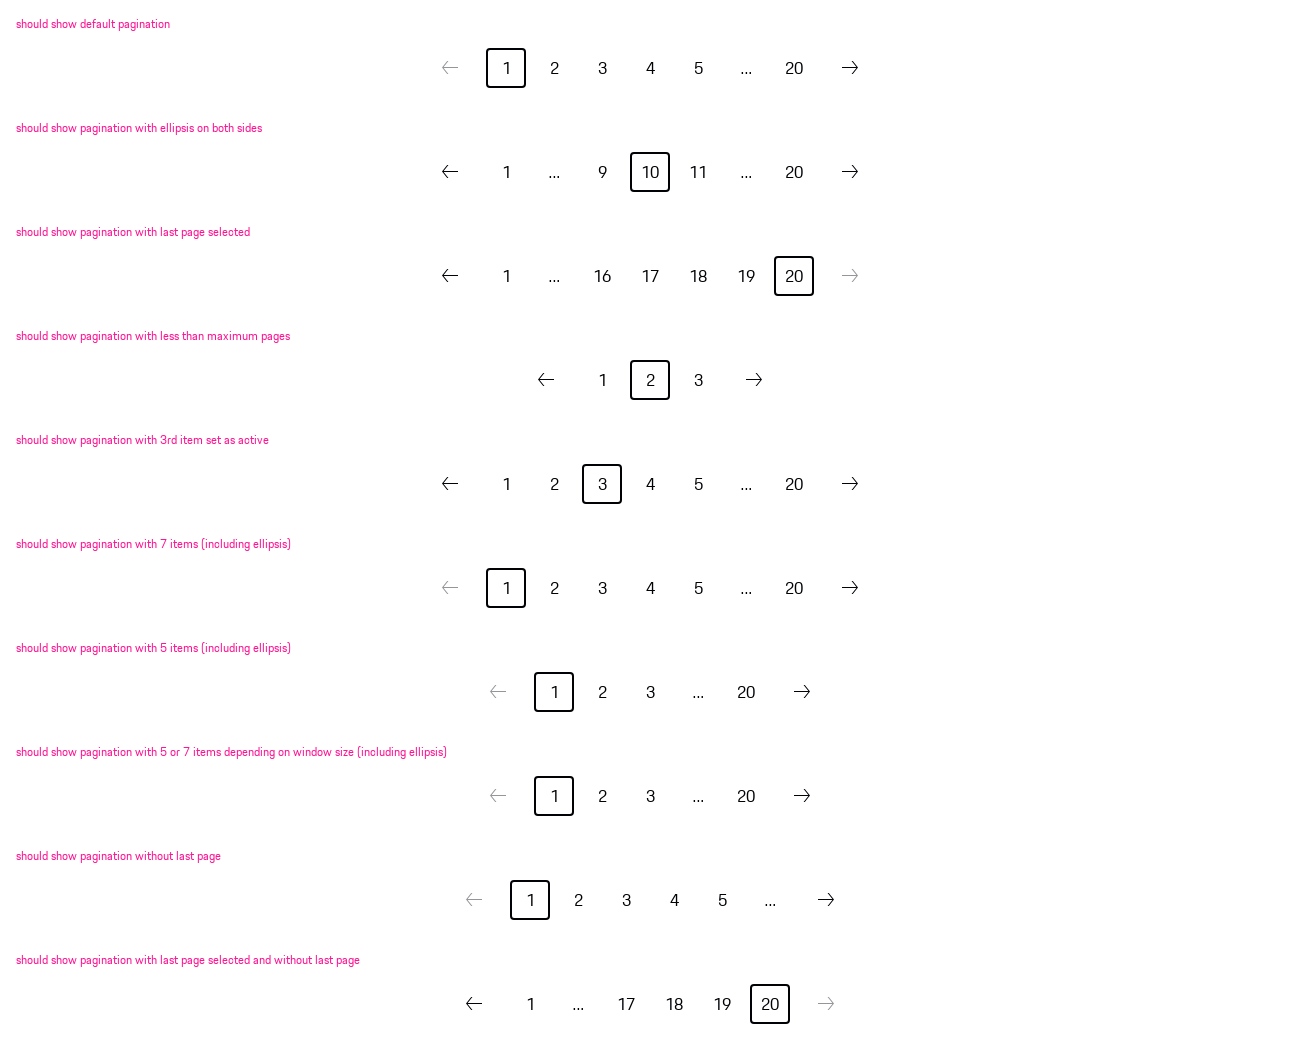 should show default pagination
← 1 2 3 4 5 ... 20 →
should show pagination with ellipsis on both sides
← 1 ... 9 10 11 ... 20 →
should show pagination with last page selected
← 1 ... 16 17 18 19 20 →
should show pagination with less than maximum pages
← 1 2 3 →
should show pagination with 3rd item set as active
← 1 2 3 4 5 ... 20 →
should show pagination with 7 items (including ellipsis)
← 1 2 3 4 5 ... 20 →
should show pagination with 5 items (including ellipsis)
← 1 2 3 ... 20 →
should show pagination with 5 or 7 items depending on window size (including ellipsis)
← 1 2 3 ... 20 →
should show pagination without last page
← 1 2 3 4 5 ... →
should show pagination with last page selected and without last page
← 1 ... 17 18 19 20 →